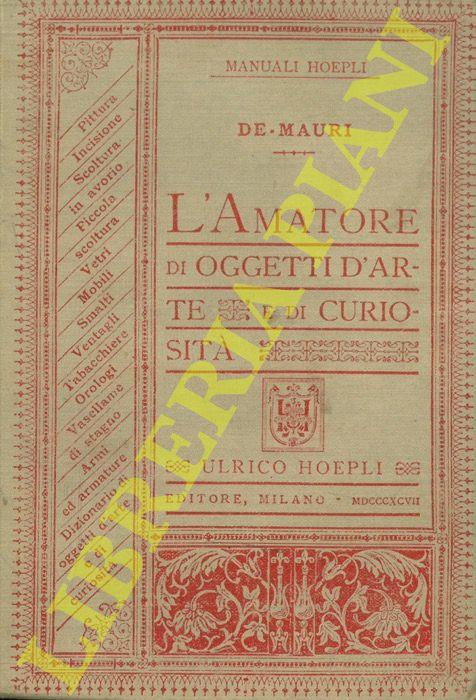 MANUALI HOEPLI
DE-MAURI
L'AMATORE
DI OGGETTI D'AR-
TE E DI CURIO-
SITÀ
ULRICO HOEPLI
EDITORE, MILANO - MDCCCXCVII
Pittura
Incisione
Scoltura
in avorio
Piccola
scoltura
Vetri
Mobili
Smalti
Ventagli
Tabacchiere
Orologi
Vasellame
di stagno
Armi
ed armature
Dizionario di
oggetti d'arte
e di
curiosità
LIBRERIA PIANI